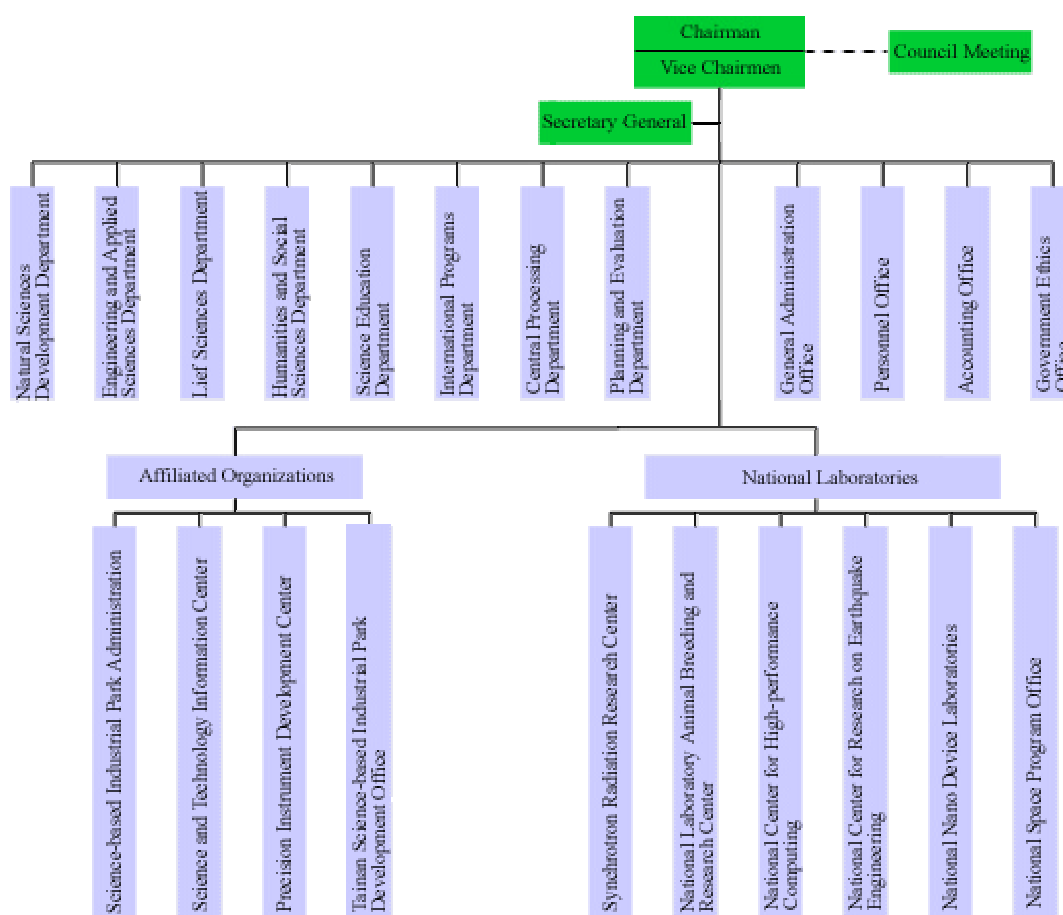 Chairman
Vice Chairmen
Council Meeting
Secretary General
Natural Sciences
Development Department
Engineering and Applied
Sciences Department
Lief Sciences Department
Humanities and Social
Sciences Department
Science Education
Department
International Programs
Department
Central Processing
Department
Planning and Evaluation
Department
General Administration
Office
Personnel Office
Accounting Office
Government Ethics
Office
Affiliated Organizations
National Laboratories
Science-based Industrial Park Administration
Science and Technology Information Center
Precision Instrument Development Center
Tainan Science-based Industrial Park
Development Office
Synchrotron Radiation Research Center
National Laboratory Animal Breeding and
Research Center
National Center for High-performance
Computing
National Center for Research on Earthquake
Engineering
National Nano Device Laboratories
National Space Program Office